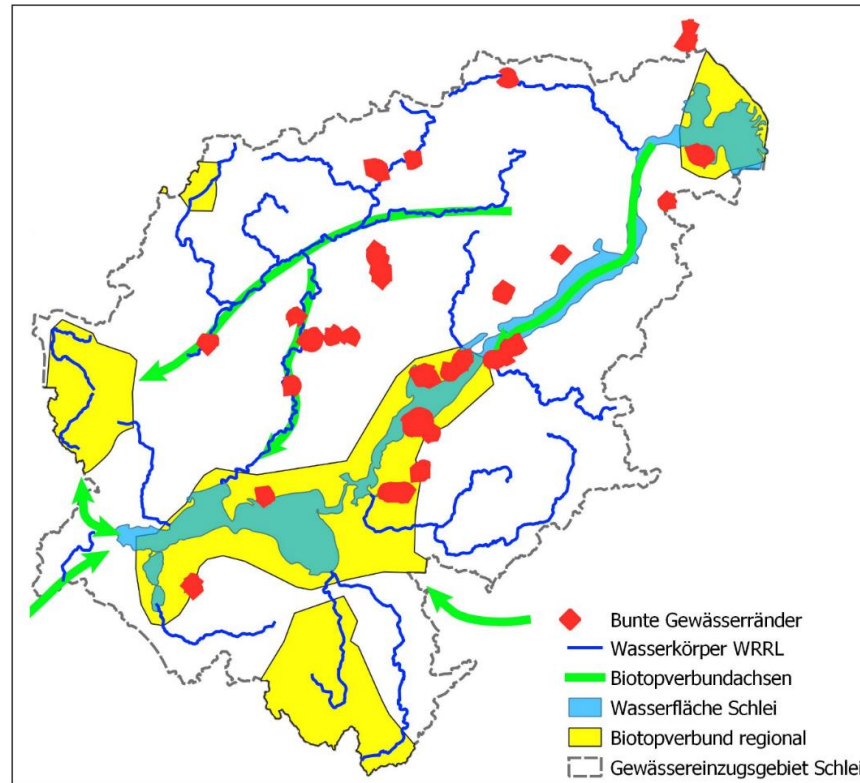 Bunte Gewässerränder
Wasserkörper WRRL
Biotopverbundachsen
Wasserfläche Schlei
Biotopverbund regional
Gewässereinzugsgebiet Schlei